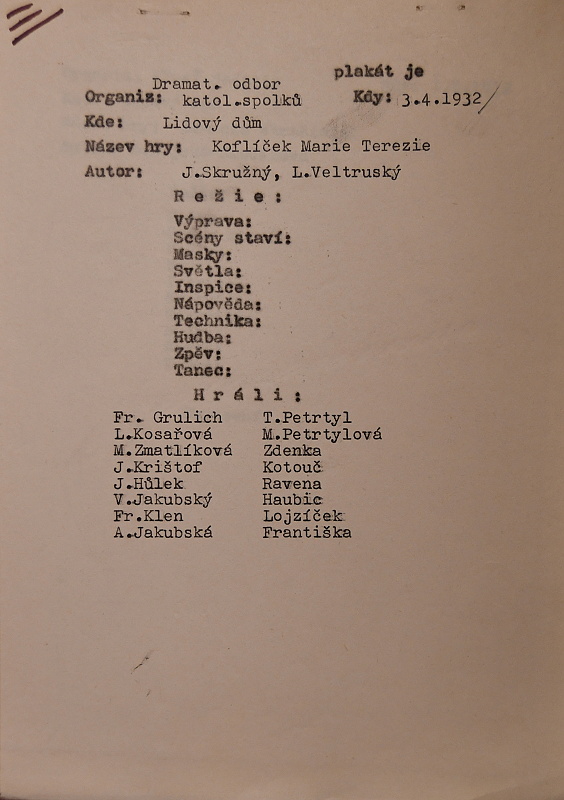 plakát je
Dramat. odbor
Organiz: katol.spolků Kdy: 3.4.1932/
Kde: Lidový dům
Název hry: Koflíček Marie Terezie
Autor: J.Skružný, L.Veltruský
R e ž i e :
Výprava:
Scény staví:
Masky:
Světla:
Inspice:
Nápověda:
Technika:
Hudba:
Zpěv:
Tanec:
H r á l i :
Fr. Grulich T.Petrtyl
L.Kosařová M.Petrtylová
M.Zmatlíková Zdenka
J.Krištof Kotouč
J.Hůlek Ravena
V.Jakubský Haubic
Fr.Klen Lojzíček
A.Jakubská Františka